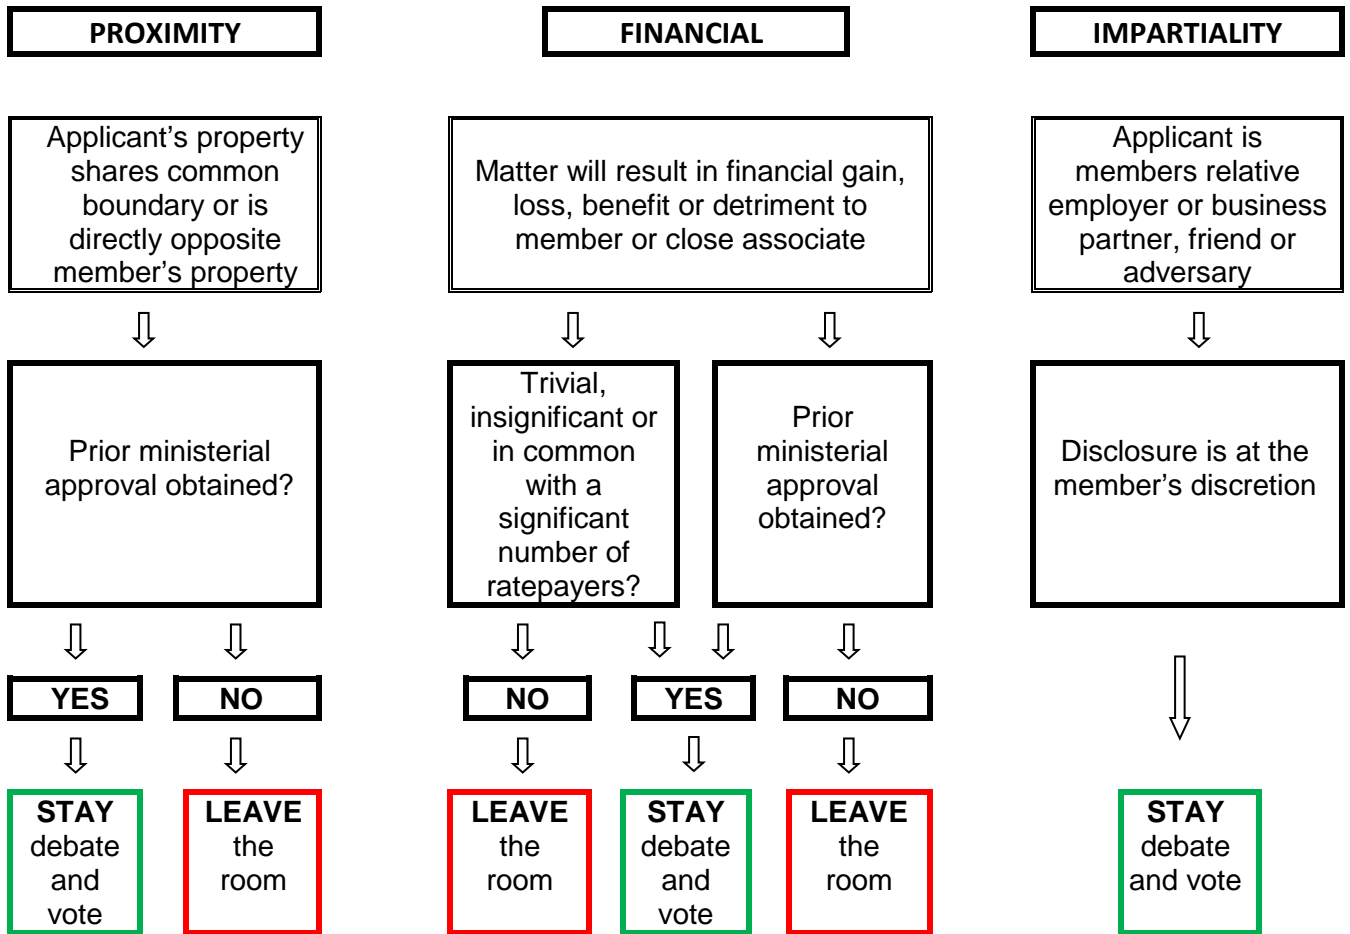 PROXIMITY
FINANCIAL
IMPARTIALITY
Applicant’s property
shares common
boundary or is
directly opposite
member’s property
Matter will result in financial gain,
loss, benefit or detriment to
member or close associate
Applicant is
members relative
employer or business
partner, friend or
adversary
Prior ministerial
approval obtained?
Trivial,
insignificant or
in common
with a
significant
number of
ratepayers?
Prior
ministerial
approval
obtained?
Disclosure is at the
member’s discretion
YES
NO
NO
YES
NO
STAY
debate
and
vote
LEAVE
the
room
LEAVE
the
room
STAY
debate
and
vote
LEAVE
the
room
STAY
debate
and vote